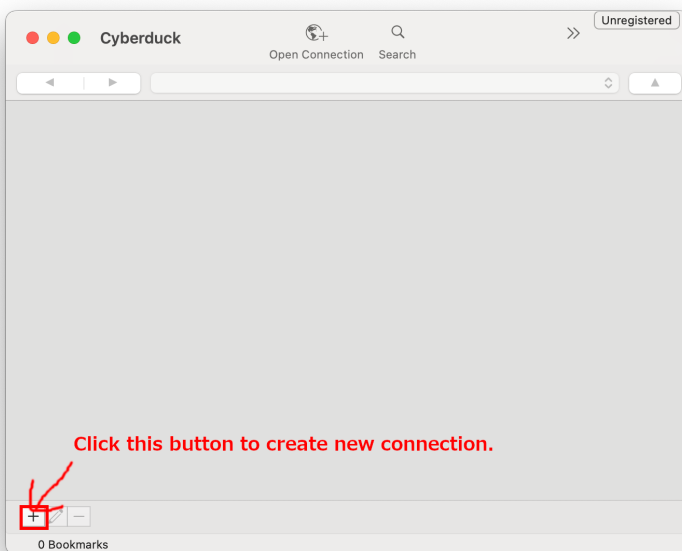 Cyberduck
Open Connection
Search
Unregistered
Click this button to create new connection.
0 Bookmarks